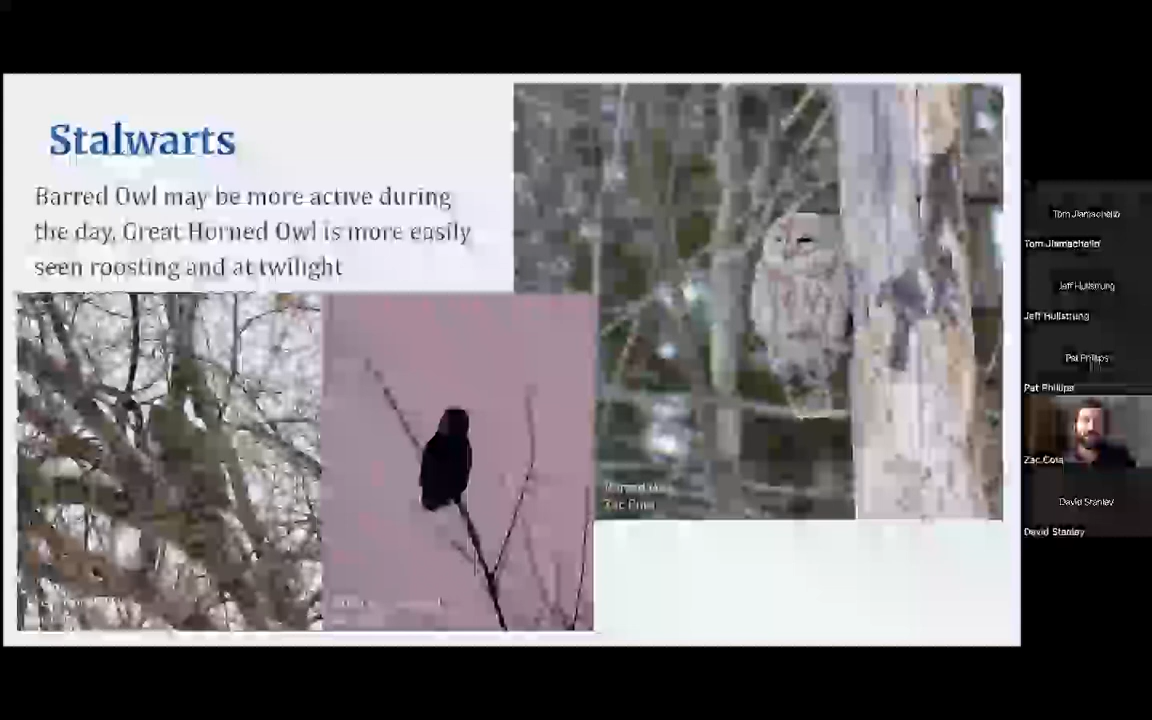 Stalwarts
Barred Owl may be more active during
the day, Great Horned Owl is more easily
seen roosting and at twilight
Jeff Hullstrung
Jeff Hullstrung
Pat Phillips
Pat Phillips
Zac Cota
David Stanley
David Stanley